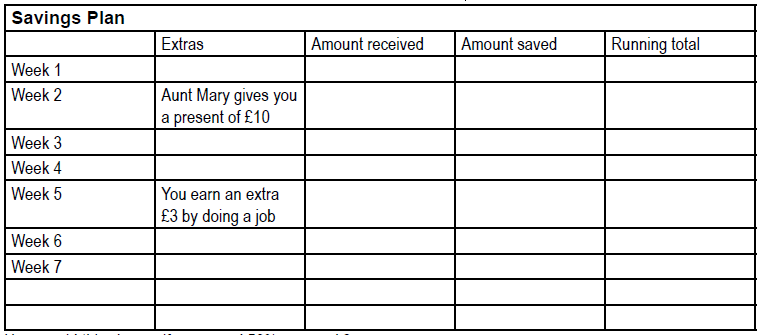 Savings Plan
Extras Amount received Amount saved Running total
Week 1
Week 2 Aunt Mary gives you
a present of £10
Week 3
Week 4
Week 5 You earn an extra
£3 by doing a job
Week 6
Week 7